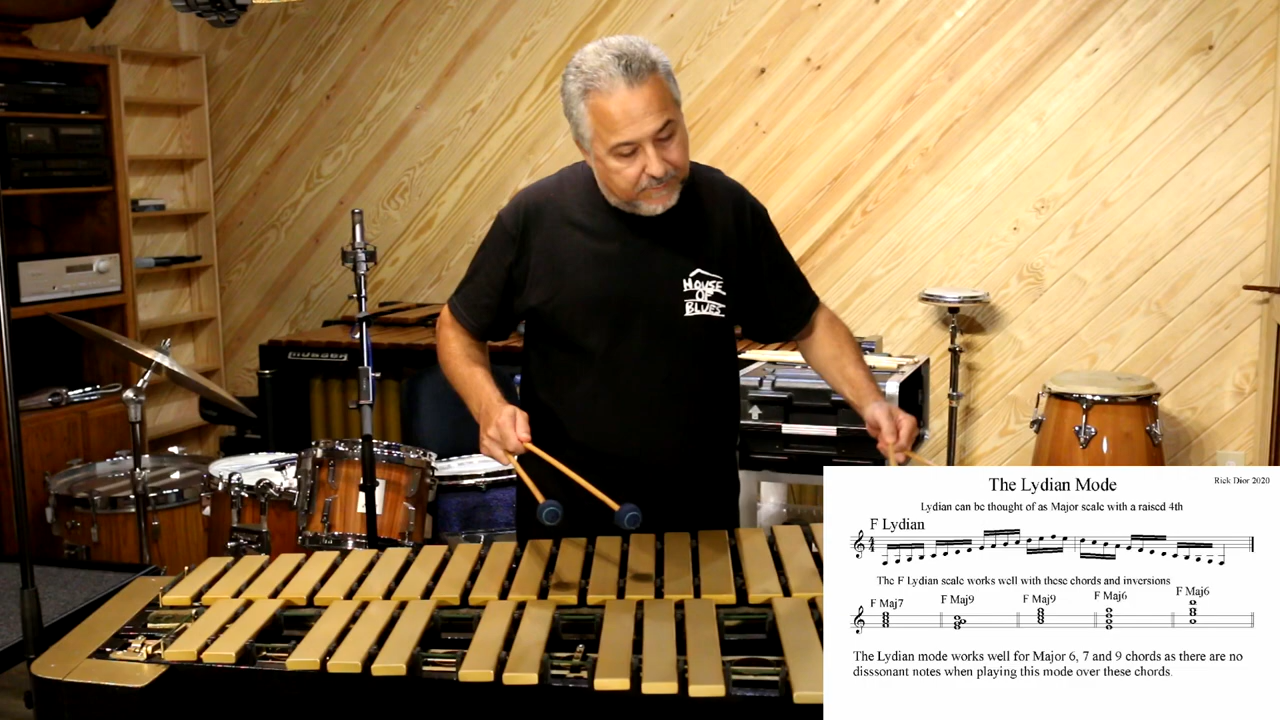 HOUSE
OF
BLUES
MUSSER
The Lydian Mode
Rick Dior 2020
Lydian can be thought of as Major scale with a raised 4th
F Lydian
The F Lydian scale works well with these chords and inversions
F Maj7 F Maj9 F Maj9 F Maj6 F Maj6
The Lydian mode works well for Major 6, 7 and 9 chords as there are no
disssonant notes when playing this mode over these chords.